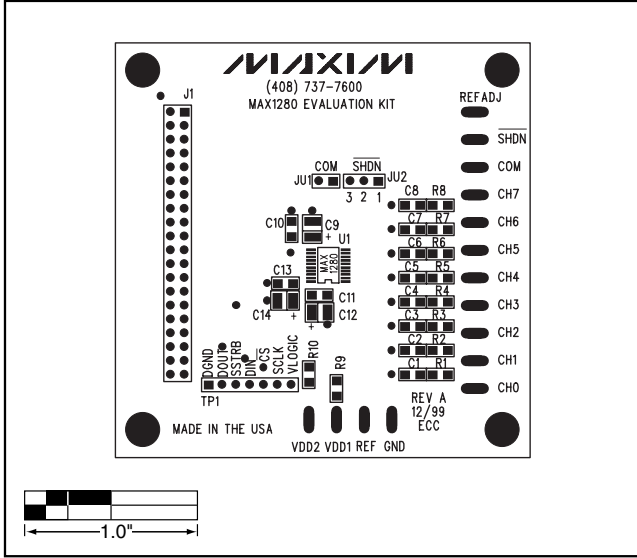 MAXIM
(408) 737-7600
MAX1280 EVALUATION KIT
J1
REFADJ
SHDN
COM
CH7
CH6
CH5
CH4
CH3
CH2
CH1
CH0
COM SHDN
JU1 JU2
3 2 1
C8 R8
C7 R7
C6 R6
C5 R5
C4 R4
C3 R3
C2 R2
C1 R1
C10 C9
+
U1
MAX
1280
C13
C14 +
C11
C12
+
R10
R9
DGND
DOUT
SSTRB
DIN
CS
SCLK
VLOGIC
TP1
REV A
12/99
ECC
MADE IN THE USA
VDD2 VDD1 REF GND
1.0"